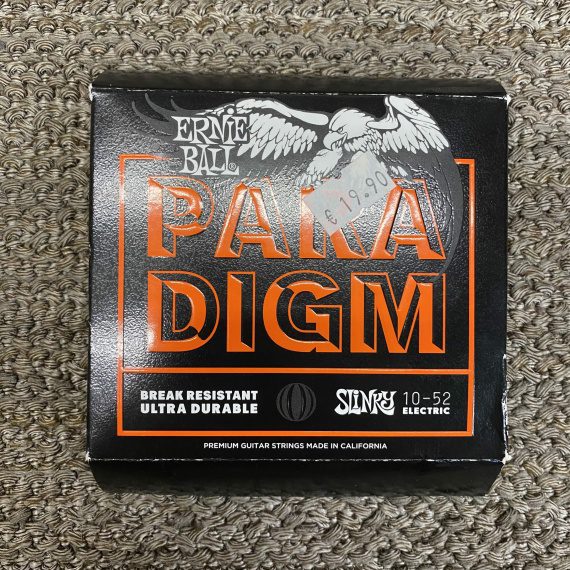 ERNIE
BALL®
€ 19.90
PARA
DIGM
BREAK RESISTANT
ULTRA DURABLE
SLINKY
10-52
ELECTRIC
PREMIUM GUITAR STRINGS MADE IN CALIFORNIA